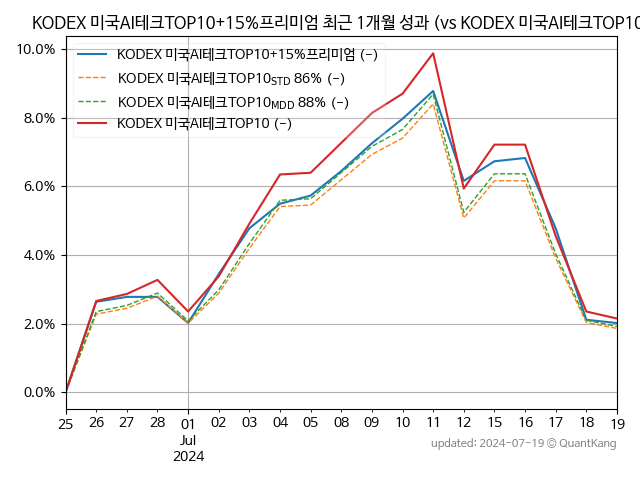 KODEX 미국AI테크TOP10+15%프리미엄 최근 1개월 성과 (vs KODEX 미국AI테크TOP10
10.0%
8.0%
6.0%
4.0%
2.0%
0.0%
KODEX 미국AI테크TOP10+15%프리미엄 (-)
KODEX 미국AI테크TOP10STD 86% (-)
KODEX 미국AI테크TOP10MDD 88% (-)
KODEX 미국AI테크TOP10 (-)
25 26 27 28 01 02 03 04 05 08 09 10 11 12 15 16 17 18 19
Jul
2024
updated: 2024-07-19 © QuantKang